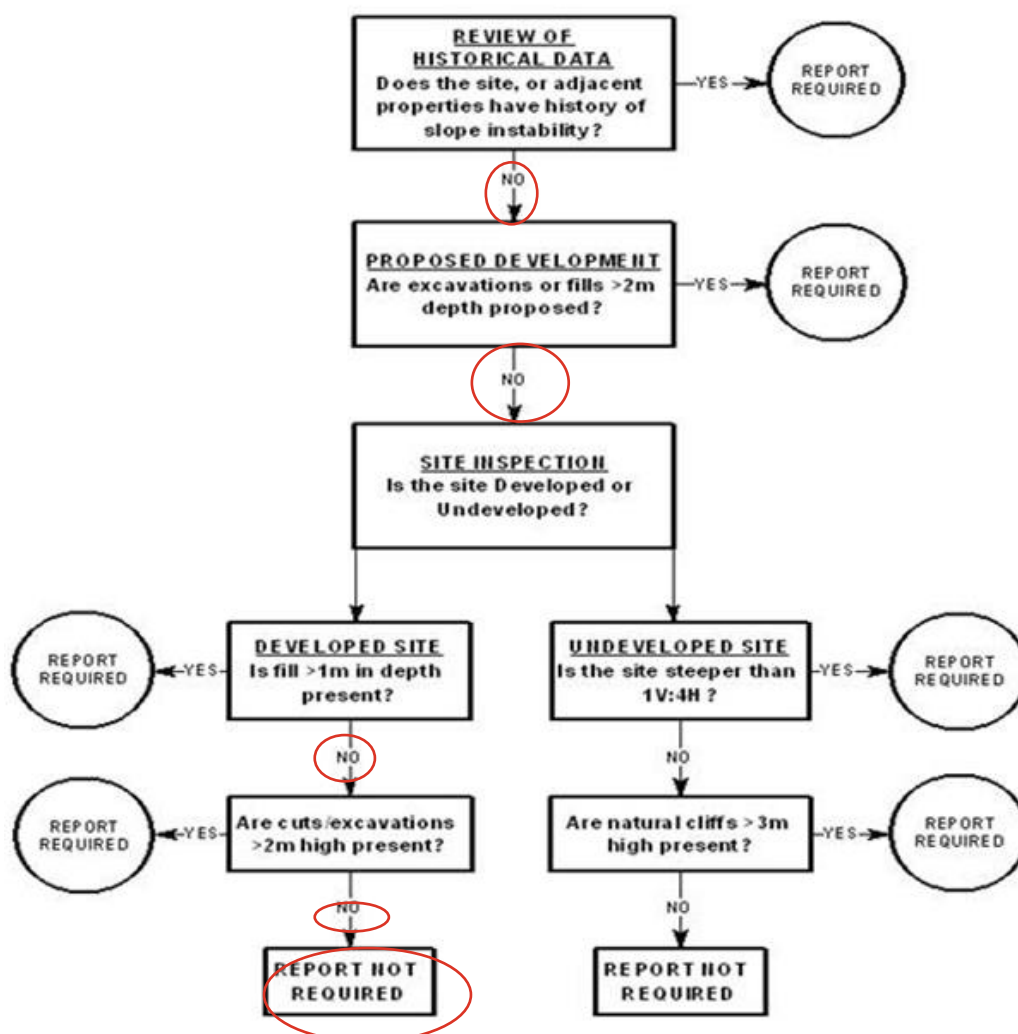 REVIEW OF
HISTORICAL DATA
Does the site, or adjacent
properties have history of
slope instability?
YES
REPORT
REQUIRED
NO
PROPOSED DEVELOPMENT
Are excavations or fills >2m
depth proposed?
YES
REPORT
REQUIRED
NO
SITE INSPECTION
Is the site Developed or
Undeveloped?
REPORT
REQUIRED
YES
DEVELOPED SITE
Is fill >1m in depth
present?
UNDEVELOPED SITE
Is the site steeper than
1V:4H ?
YES
REPORT
REQUIRED
NO
NO
REPORT
REQUIRED
YES
Are cuts/excavations
>2m high present?
Are natural cliffs >3m
high present?
YES
REPORT
REQUIRED
NO
NO
REPORT NOT
REQUIRED
REPORT NOT
REQUIRED